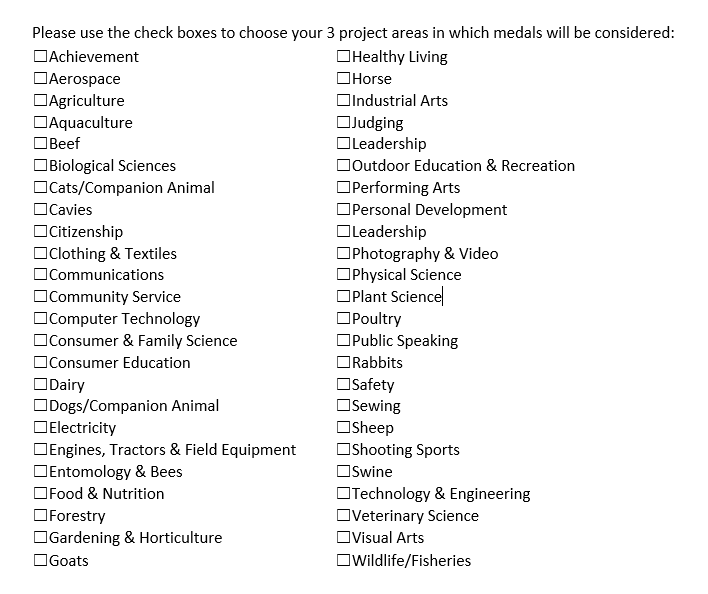 Please use the check boxes to choose your 3 project areas in which medals will be considered:
☐Achievement
☐Aerospace
☐Agriculture
☐Aquaculture
☐Beef
☐Biological Sciences
☐Cats/Companion Animal
☐Cavies
☐Citizenship
☐Clothing & Textiles
☐Communications
☐Community Service
☐Computer Technology
☐Consumer & Family Science
☐Consumer Education
☐Dairy
☐Dogs/Companion Animal
☐Electricity
☐Engines, Tractors & Field Equipment
☐Entomology & Bees
☐Food & Nutrition
☐Forestry
☐Gardening & Horticulture
☐Goats
☐Healthy Living
☐Horse
☐Industrial Arts
☐Judging
☐Leadership
☐Outdoor Education & Recreation
☐Performing Arts
☐Personal Development
☐Leadership
☐Photography & Video
☐Physical Science
☐Plant Science
☐Poultry
☐Public Speaking
☐Rabbits
☐Safety
☐Sewing
☐Sheep
☐Shooting Sports
☐Swine
☐Technology & Engineering
☐Veterinary Science
☐Visual Arts
☐Wildlife/Fisheries